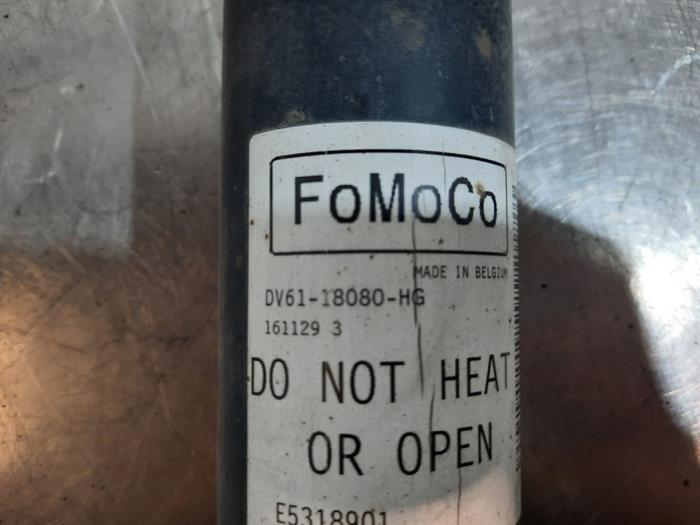 FoMoCo
MADE IN BELGIUM
DV61-18080-HG
161129 3
DO NOT HEAT
OR OPEN
E5318901